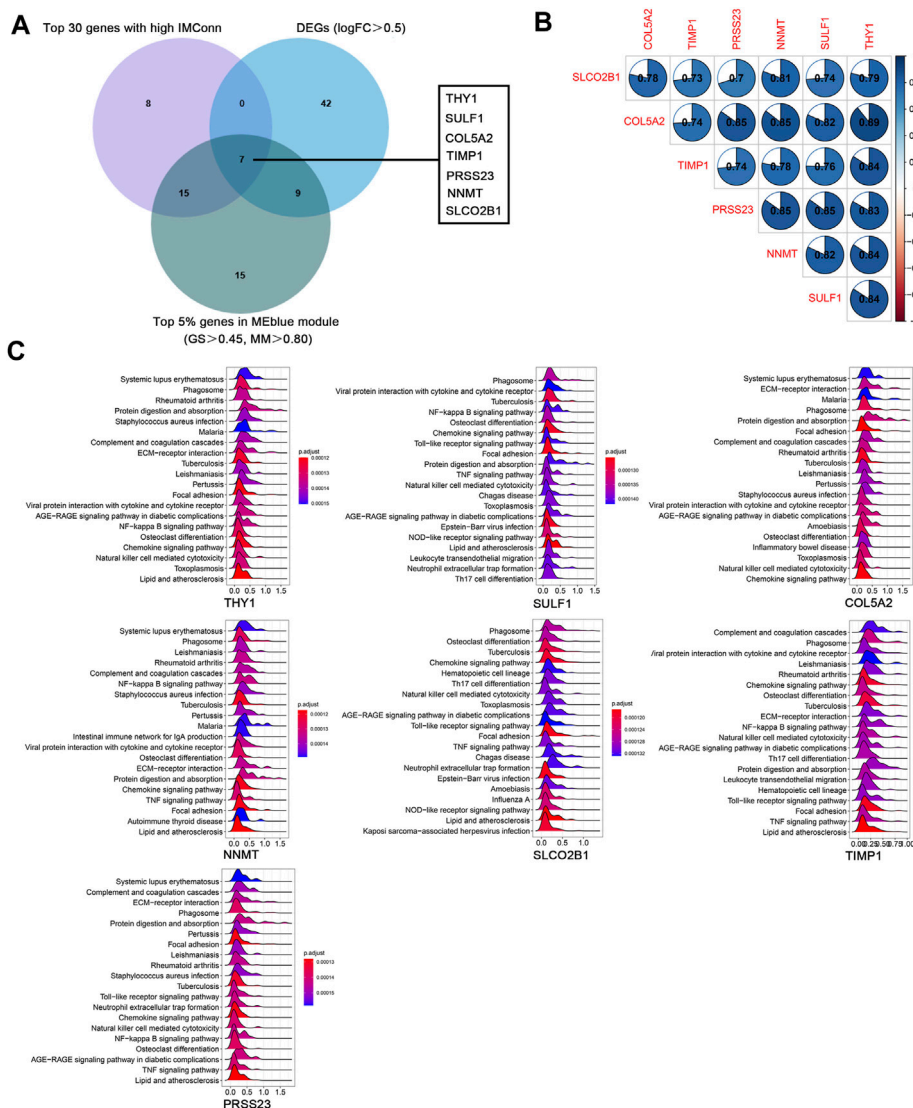 A
Top 30 genes with high IMConn
DEGs (logFC＞0.5)
8
0
42
7
15
9
15
THY1
SULF1
COL5A2
TIMP1
PRSS23
NNMT
SLCO2B1
Top 5% genes in MEblue module
(GS＞0.45, MM＞0.80)
B
COL5A2
TIMP1
PRSS23
NNMT
SULF1
THY1
SLCO2B1
0.78 0.73 0.7 0.81 0.74 0.79
COL5A2
0.74 0.85 0.85 0.82 0.89
TIMP1
0.74 0.78 0.76 0.84
PRSS23
0.85 0.85 0.83
NNMT
0.82 0.84
SULF1
0.84
C
Systemic lupus erythematosus
Phagosome
Rheumatoid arthritis
Protein digestion and absorption
Staphylococcus aureus infection
Malaria
Complement and coagulation cascades
ECM−receptor interaction
Tuberculosis
Leishmaniasis
Pertussis
Focal adhesion
Viral protein interaction with cytokine and cytokine receptor
AGE−RAGE signaling pathway in diabetic complications
NF−kappa B signaling pathway
Osteoclast differentiation
Chemokine signaling pathway
Natural killer cell mediated cytotoxicity
Toxoplasmosis
Lipid and atherosclerosis
0.0 0.5 1.0 1.5
THY1
p.adjust
0.00012
0.00013
0.00014
0.00015
Phagosome
Viral protein interaction with cytokine and cytokine receptor
Tuberculosis
NF−kappa B signaling pathway
Osteoclast differentiation
Chemokine signaling pathway
Toll−like receptor signaling pathway
Focal adhesion
Protein digestion and absorption
TNF signaling pathway
Natural killer cell mediated cytotoxicity
Chagas disease
Toxoplasmosis
AGE−RAGE signaling pathway in diabetic complications
Epstein−Barr virus infection
NOD−like receptor signaling pathway
Lipid and atherosclerosis
Leukocyte transendothelial migration
Neutrophil extracellular trap formation
Th17 cell differentiation
0.0 0.5 1.0 1.5
SULF1
p.adjust
0.000130
0.000135
0.000140
Systemic lupus erythematosus
ECM−receptor interaction
Malaria
Phagosome
Protein digestion and absorption
Focal adhesion
Complement and coagulation cascades
Rheumatoid arthritis
Tuberculosis
Leishmaniasis
Pertussis
Staphylococcus aureus infection
Viral protein interaction with cytokine and cytokine receptor
AGE−RAGE signaling pathway in diabetic complications
Amoebiasis
Osteoclast differentiation
Inflammatory bowel disease
Toxoplasmosis
Natural killer cell mediated cytotoxicity
Chemokine signaling pathway
0.0 0.5 1.0 1.5
COL5A2
Systemic lupus erythematosus
Phagosome
Leishmaniasis
Rheumatoid arthritis
Complement and coagulation cascades
NF−kappa B signaling pathway
Staphylococcus aureus infection
Tuberculosis
Pertussis
Malaria
Intestinal immune network for IgA production
Viral protein interaction with cytokine and cytokine receptor
Osteoclast differentiation
ECM−receptor interaction
Protein digestion and absorption
Chemokine signaling pathway
TNF signaling pathway
Focal adhesion
Autoimmune thyroid disease
Lipid and atherosclerosis
0.0 0.5 1.0 1.5
NNMT
p.adjust
0.00012
0.00013
0.00014
Phagosome
Osteoclast differentiation
Tuberculosis
Chemokine signaling pathway
Hematopoietic cell lineage
Th17 cell differentiation
Natural killer cell mediated cytotoxicity
Toxoplasmosis
AGE−RAGE signaling pathway in diabetic complications
Toll−like receptor signaling pathway
Focal adhesion
TNF signaling pathway
Chagas disease
Neutrophil extracellular trap formation
Epstein−Barr virus infection
Amoebiasis
Influenza A
NOD−like receptor signaling pathway
Lipid and atherosclerosis
Kaposi sarcoma−associated herpesvirus infection
0.0 0.5 1.0
SLCO2B1
p.adjust
0.000120
0.000124
0.000128
0.000132
Complement and coagulation cascades
Phagosome
/iral protein interaction with cytokine and cytokine receptor
Leishmaniasis
Rheumatoid arthritis
Chemokine signaling pathway
Osteoclast differentiation
Tuberculosis
ECM−receptor interaction
NF−kappa B signaling pathway
Natural killer cell mediated cytotoxicity
AGE−RAGE signaling pathway in diabetic complications
Th17 cell differentiation
Protein digestion and absorption
Leukocyte transendothelial migration
Hematopoietic cell lineage
Toll−like receptor signaling pathway
Focal adhesion
TNF signaling pathway
Lipid and atherosclerosis
0.00 0.25 0.50 0.75 1.00
TIMP1
Systemic lupus erythematosus
Complement and coagulation cascades
ECM−receptor interaction
Phagosome
Protein digestion and absorption
Pertussis
Focal adhesion
Leishmaniasis
Rheumatoid arthritis
Staphylococcus aureus infection
Tuberculosis
Toll−like receptor signaling pathway
Neutrophil extracellular trap formation
Chemokine signaling pathway
Natural killer cell mediated cytotoxicity
NF−kappa B signaling pathway
Osteoclast differentiation
AGE−RAGE signaling pathway in diabetic complications
TNF signaling pathway
Lipid and atherosclerosis
0.0 0.5 1.0 1.5
PRSS23
p.adjust
0.00013
0.00014
0.00015